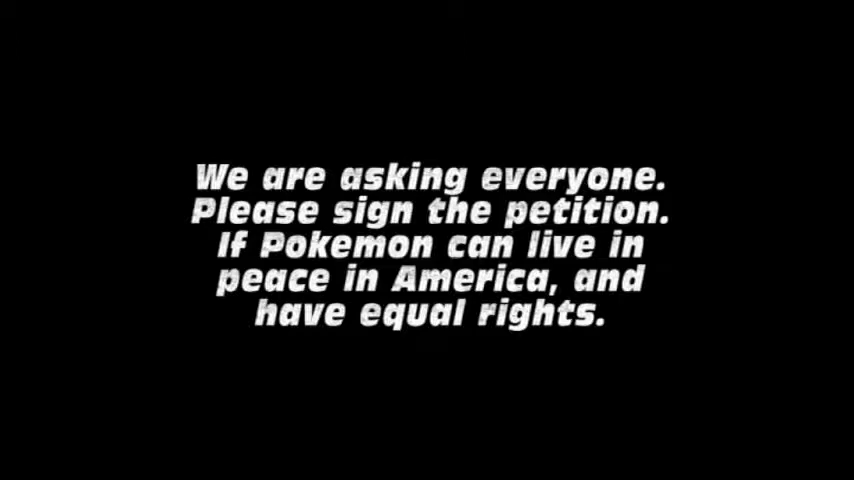 We are asking everyone.
Please sign the petition.
If Pokemon can live in
peace in America, and
have equal rights.